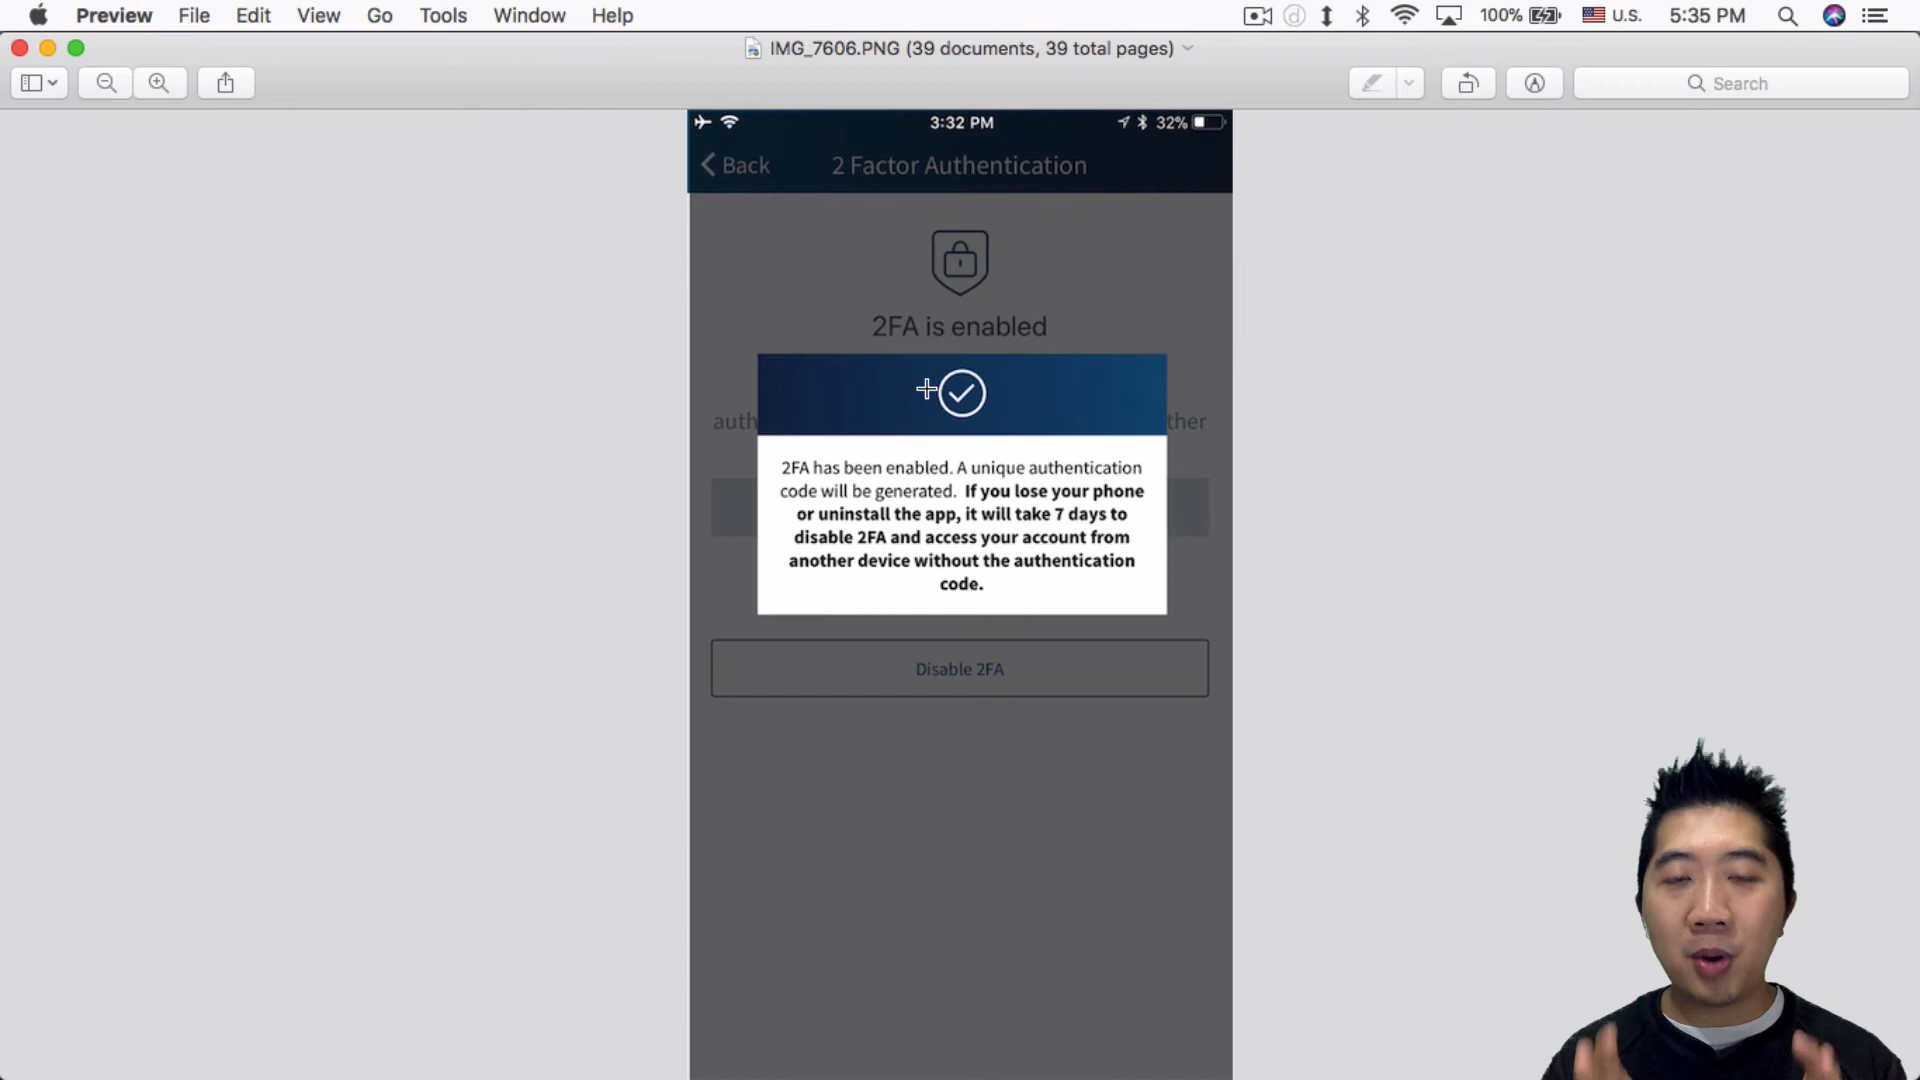 Preview File Edit View Go Tools Window Help 100% U.S. 5:35 PM
IMG_7606.PNG (39 documents, 39 total pages)
Search
3:32 PM 32%
Back 2 Factor Authentication
2FA is enabled
auth ther
2FA has been enabled. A unique authentication
code will be generated. If you lose your phone
or uninstall the app, it will take 7 days to
disable 2FA and access your account from
another device without the authentication
code.
Disable 2FA